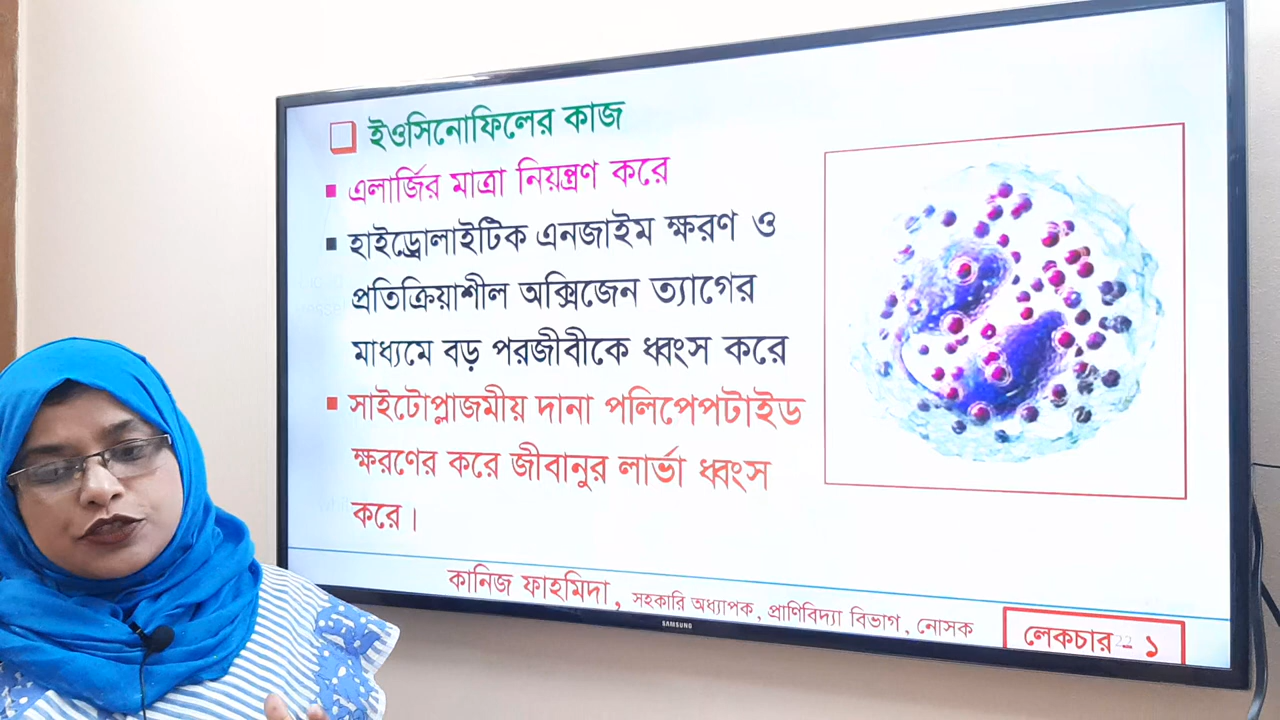 ইওসিনোফিলের কাজ
এলার্জির মাত্রা নিয়ন্ত্রণ করে
হাইড্রোলাইটিক এনজাইম ক্ষরণ ও
প্রতিক্রিয়াশীল অক্সিজেন ত্যাগের
মাধ্যমে বড় পরজীবীকে ধ্বংস করে
সাইটোপ্লাজমীয় দানা পলিপেপটাইড
ক্ষরণের করে জীবানুর লার্ভা ধ্বংস
করে।
কানিজ ফাহমিদা, সহকারি অধ্যাপক, প্রাণিবিদ্যা বিভাগ, নোসক
লেকচার - ১
22
SAMSUNG